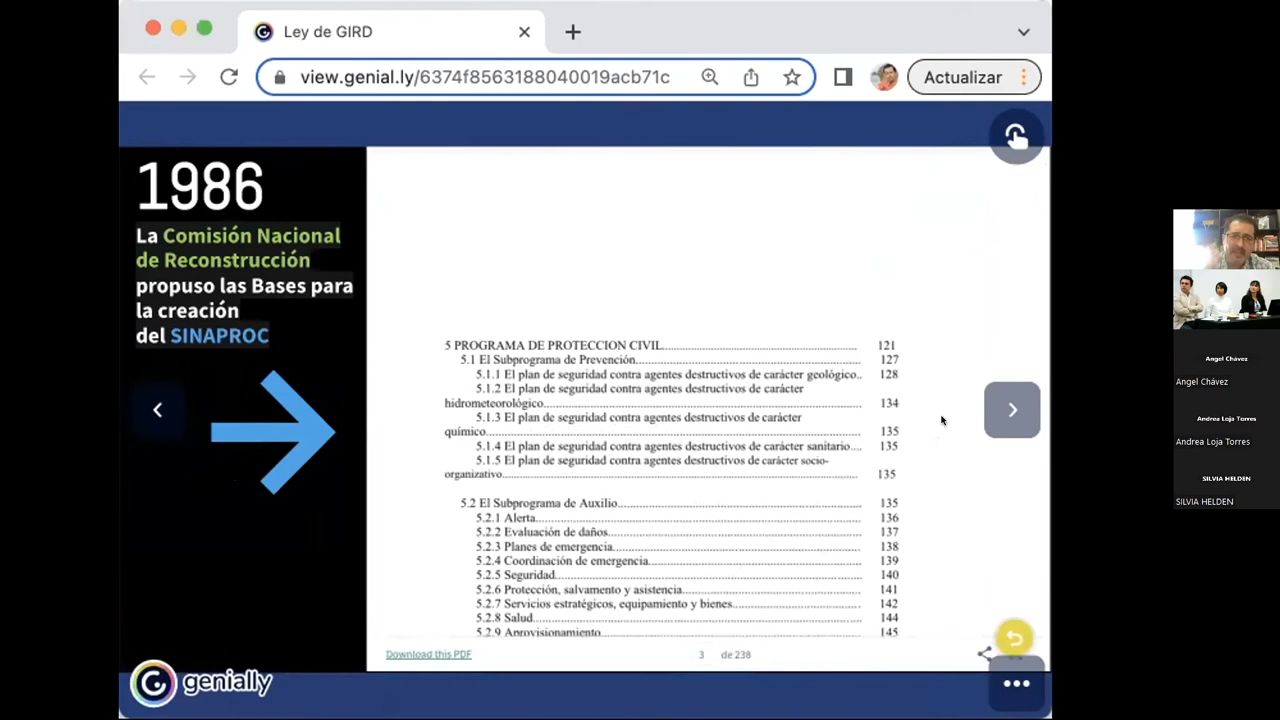 Ley de GIRD
view.genial.ly/6374f8563188040019acb71c
Actualizar
1986
La Comisión Nacional
de Reconstrucción
propuso las Bases para
la creación
del SINAPROC
5 PROGRAMA DE PROTECCION CIVIL 121
5.1 El Subprograma de Prevención 127
5.1.1 El plan de seguridad contra agentes destructivos de carácter geológico 128
5.1.2 El plan de seguridad contra agentes destructivos de carácter
hidrometeorológico 134
5.1.3 El plan de seguridad contra agentes destructivos de carácter
químico 135
5.1.4 El plan de seguridad contra agentes destructivos de carácter sanitario 135
5.1.5 El plan de seguridad contra agentes destructivos de carácter socio-
organizativo 135
5.2 El Subprograma de Auxilio 135
5.2.1 Alerta 136
5.2.2 Evaluación de daños 137
5.2.3 Planes de emergencia 138
5.2.4 Coordinación de emergencia 139
5.2.5 Seguridad 140
5.2.6 Protección, salvamento y asistencia 141
5.2.7 Servicios estratégicos, equipamiento y bienes 142
5.2.8 Salud 144
5.2.9 Aprovisionamiento 145
Download this PDF
3 de 238
genially
Angel Chávez
Angel Chávez
Andrea Loja Torres
Andrea Loja Torres
SILVIA HELDEN
SILVIA HELDEN